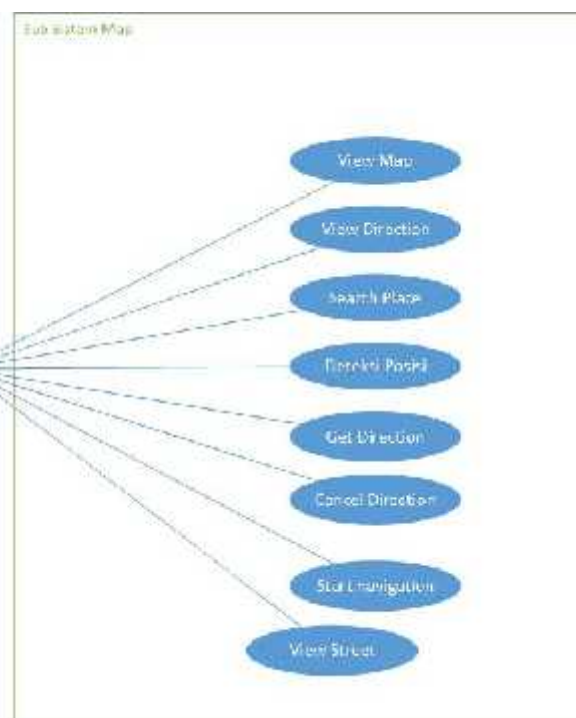 Sub Sistem Map
View Map
View Direction
Search Place
Deteksi Posisi
Get Direction
Cancel Direction
Start navigation
View Street